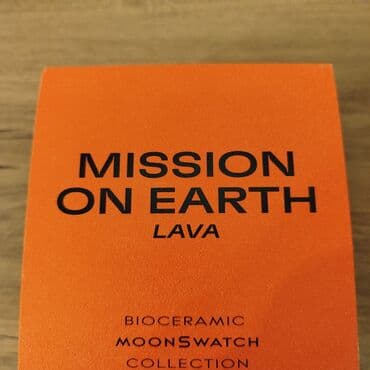 MISSION
ON EARTH
LAVA
BIOCERAMIC
MOONSWATCH
COLLECTION